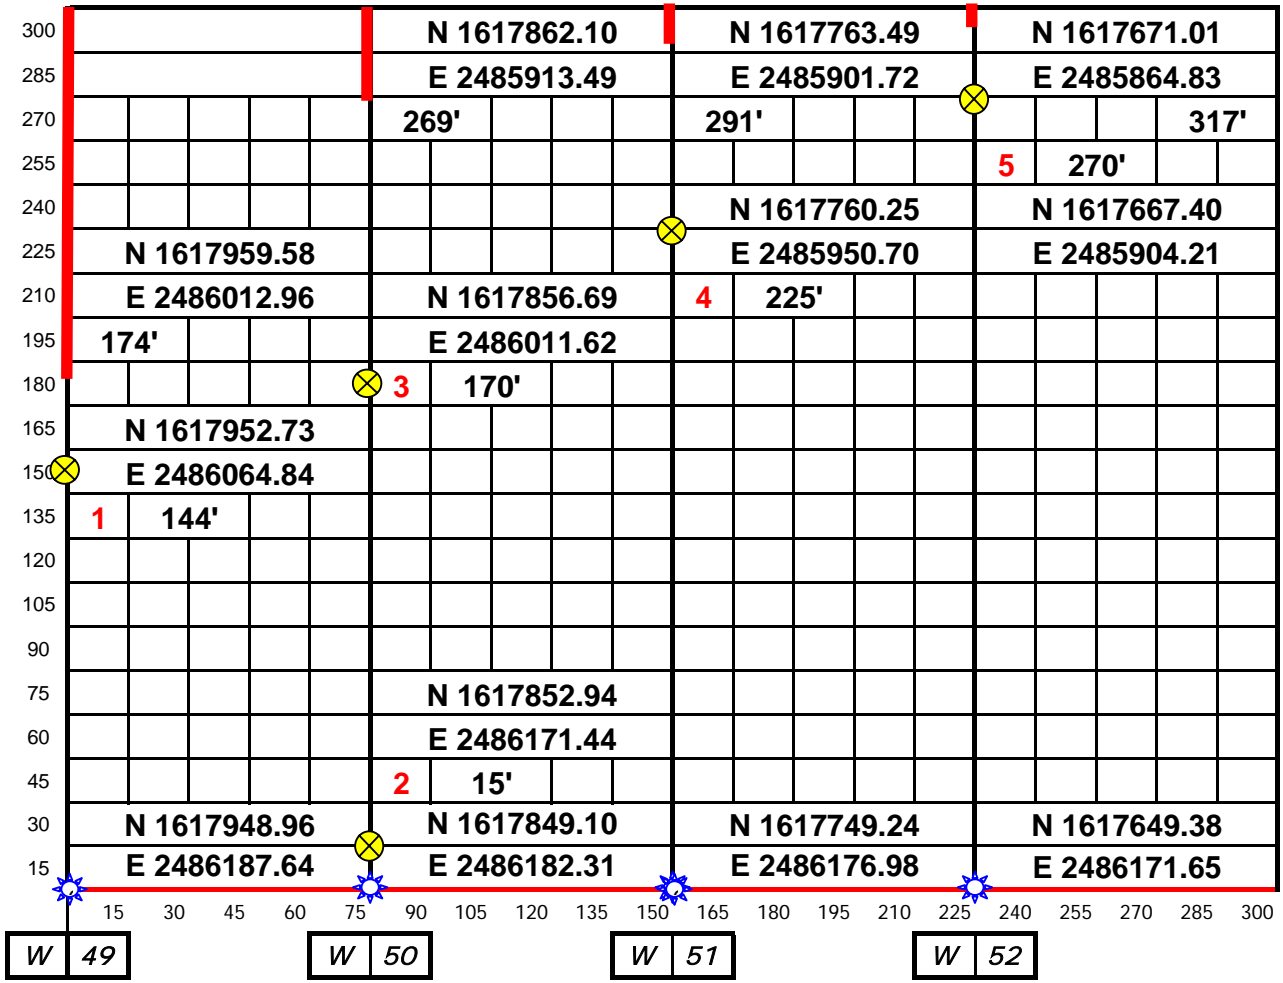 300 N 1617862.10 N 1617763.49 N 1617671.01
285 E 2485913.49 E 2485901.72 E 2485864.83
270 269' 291' 317'
255 5 270'
240 N 1617760.25 N 1617667.40
225 N 1617959.58 E 2485950.70 E 2485904.21
210 E 2486012.96 N 1617856.69 4 225'
195 174' E 2486011.62
180 3 170'
165 N 1617952.73
150 E 2486064.84
135 1 144'
120
105
90
75 N 1617852.94
60 E 2486171.44
45 2 15'
30 N 1617948.96 N 1617849.10 N 1617749.24 N 1617649.38
15 E 2486187.64 E 2486182.31 E 2486176.98 E 2486171.65
15 30 45 60 75 90 105 120 135 150 165 180 195 210 225 240 255 270 285 300
W 49 W 50 W 51 W 52